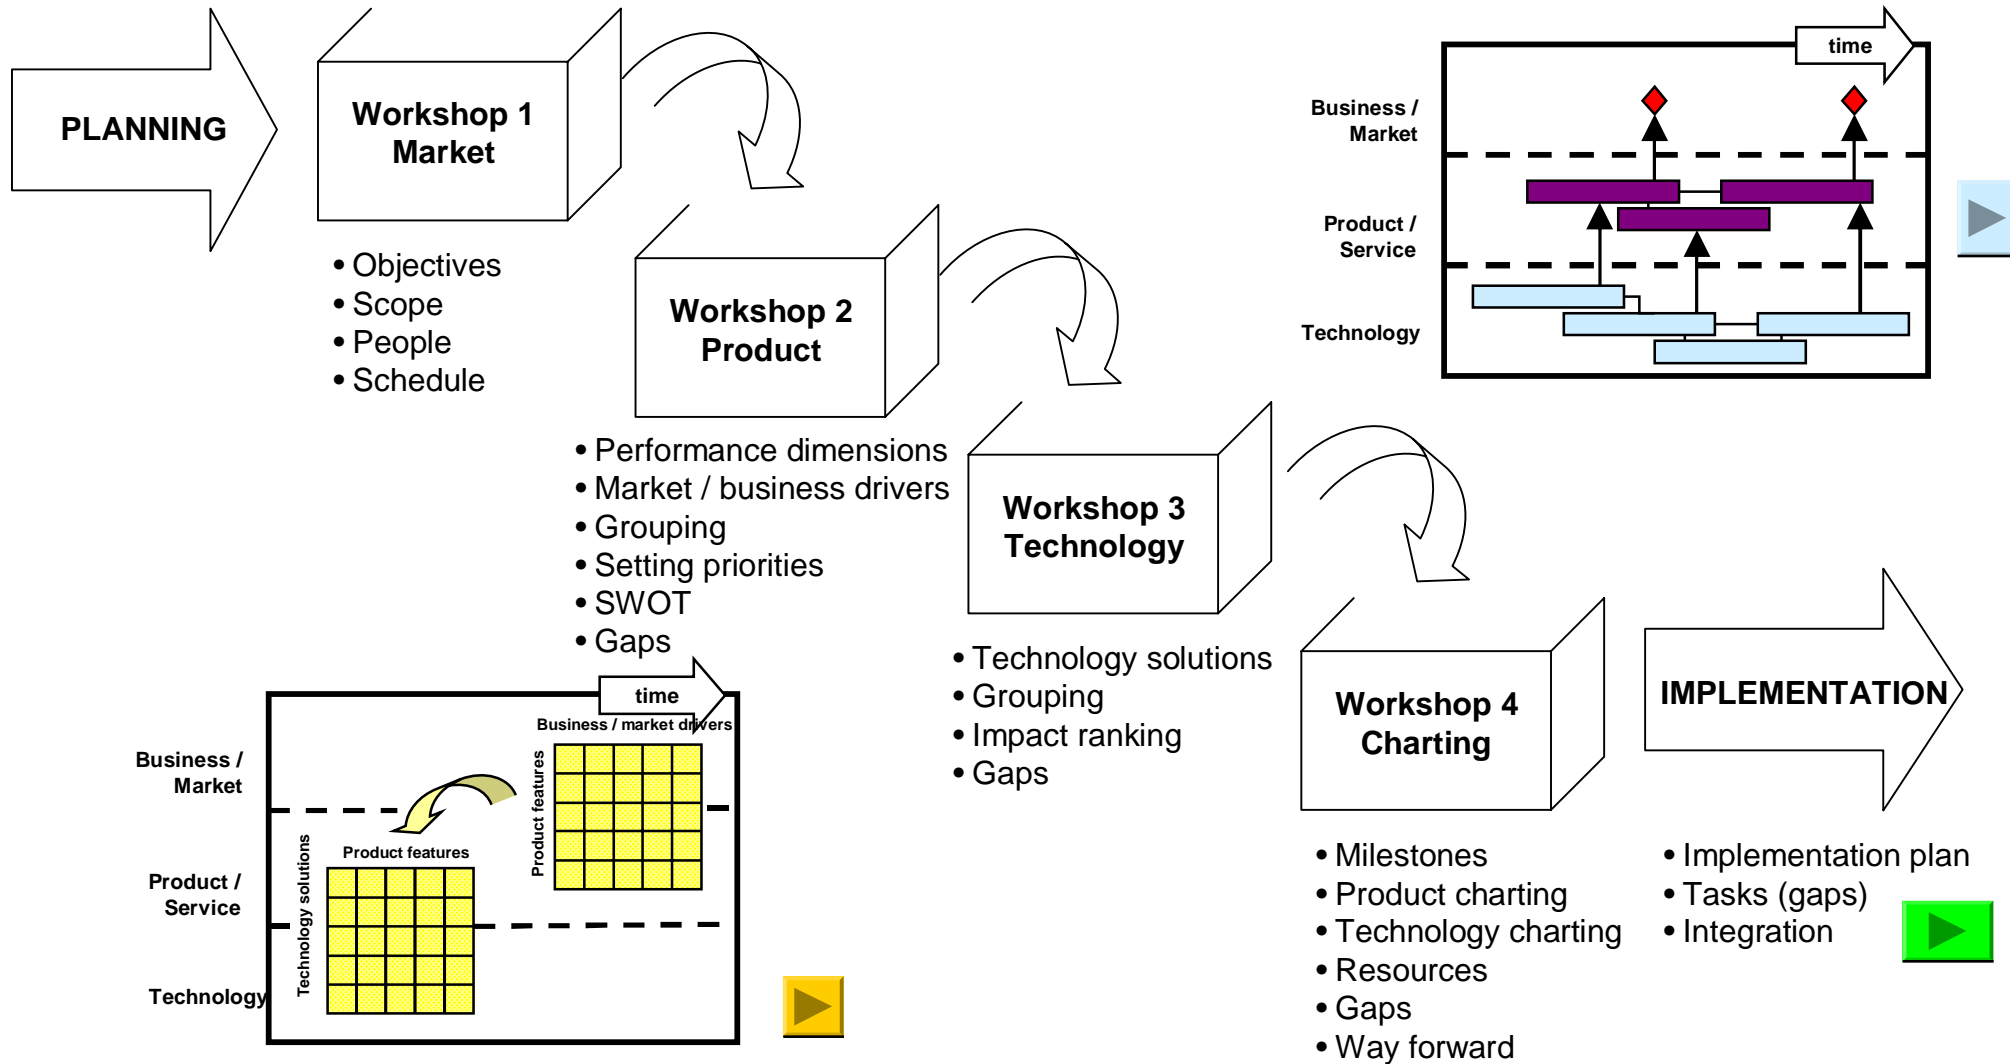 PLANNING
Workshop 1
Market
• Objectives
• Scope
• People
• Schedule
Workshop 2
Product
• Performance dimensions
• Market / business drivers
• Grouping
• Setting priorities
• SWOT
• Gaps
Workshop 3
Technology
• Technology solutions
• Grouping
• Impact ranking
• Gaps
Workshop 4
Charting
• Milestones
• Product charting
• Technology charting
• Resources
• Gaps
• Way forward
IMPLEMENTATION
• Implementation plan
• Tasks (gaps)
• Integration
time
Business /
Market
Product /
Service
Technology
time
Business / market drivers
Product features
Business /
Market
Product features
Technology solutions
Product /
Service
Technology